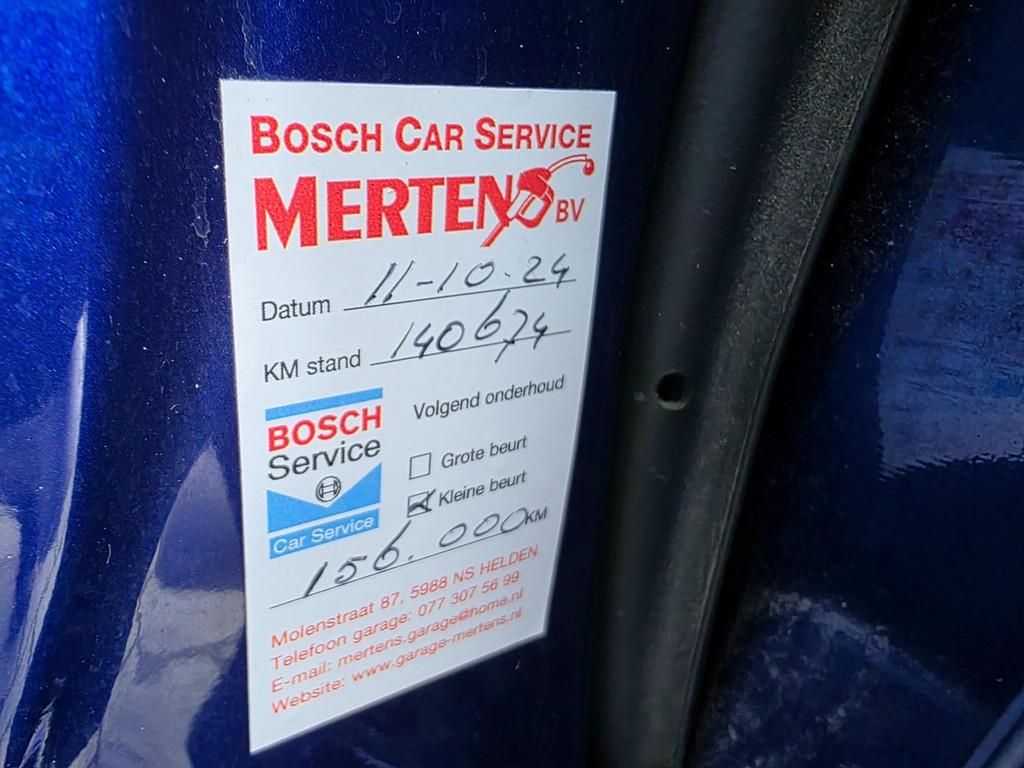 BOSCH CAR SERVICE
MERTENS BV
Datum 11-10-24
KM stand 140674
BOSCH
Service
Car Service
Volgend onderhoud
Grote beurt
Kleine beurt
156.000 KM
Molenstraat 87, 5988 NS HELDEN
Telefoon garage: 077 307 56 99
E-mail: mertens.garage@home.nl
Website: www.garage-mertens.nl